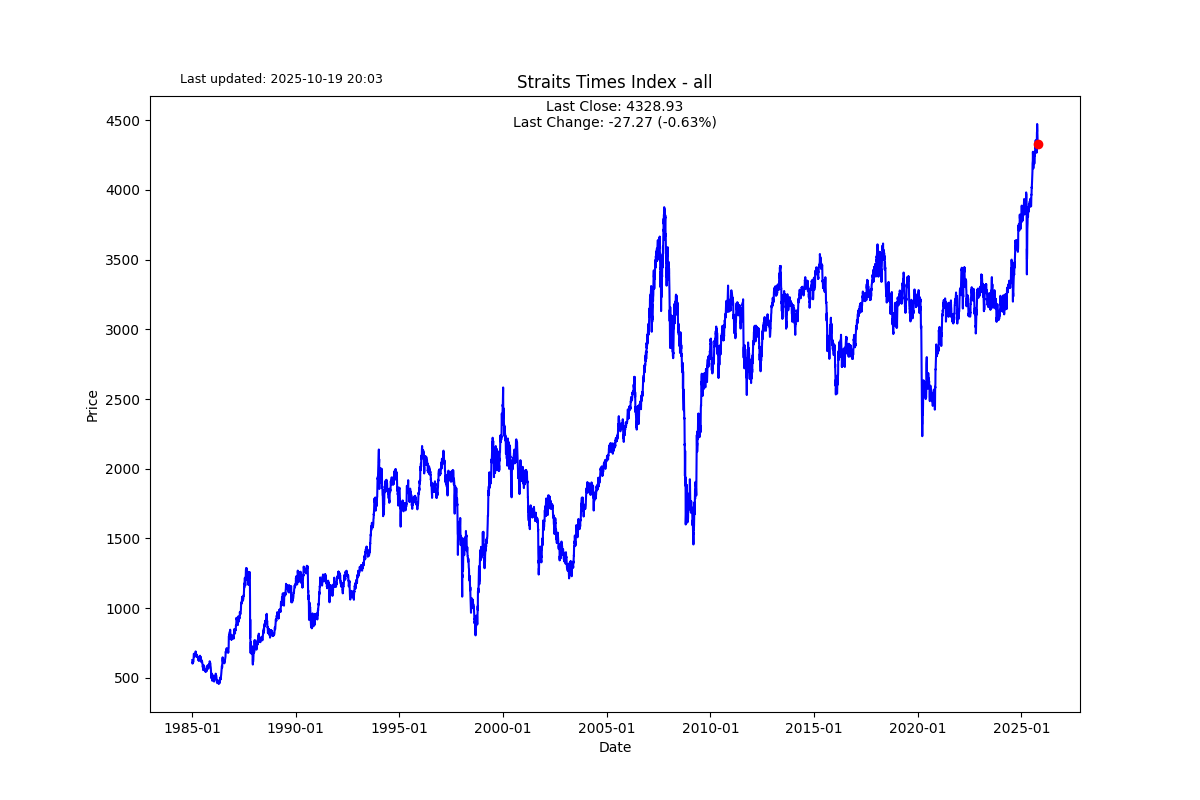 Last updated: 2025-10-19 20:03
Straits Times Index - all
Last Close: 4328.93
Last Change: -27.27 (-0.63%)
4500
4000
3500
3000
2500
2000
1500
1000
500
Price
1985-01 1990-01 1995-01 2000-01 2005-01 2010-01 2015-01 2020-01 2025-01
Date